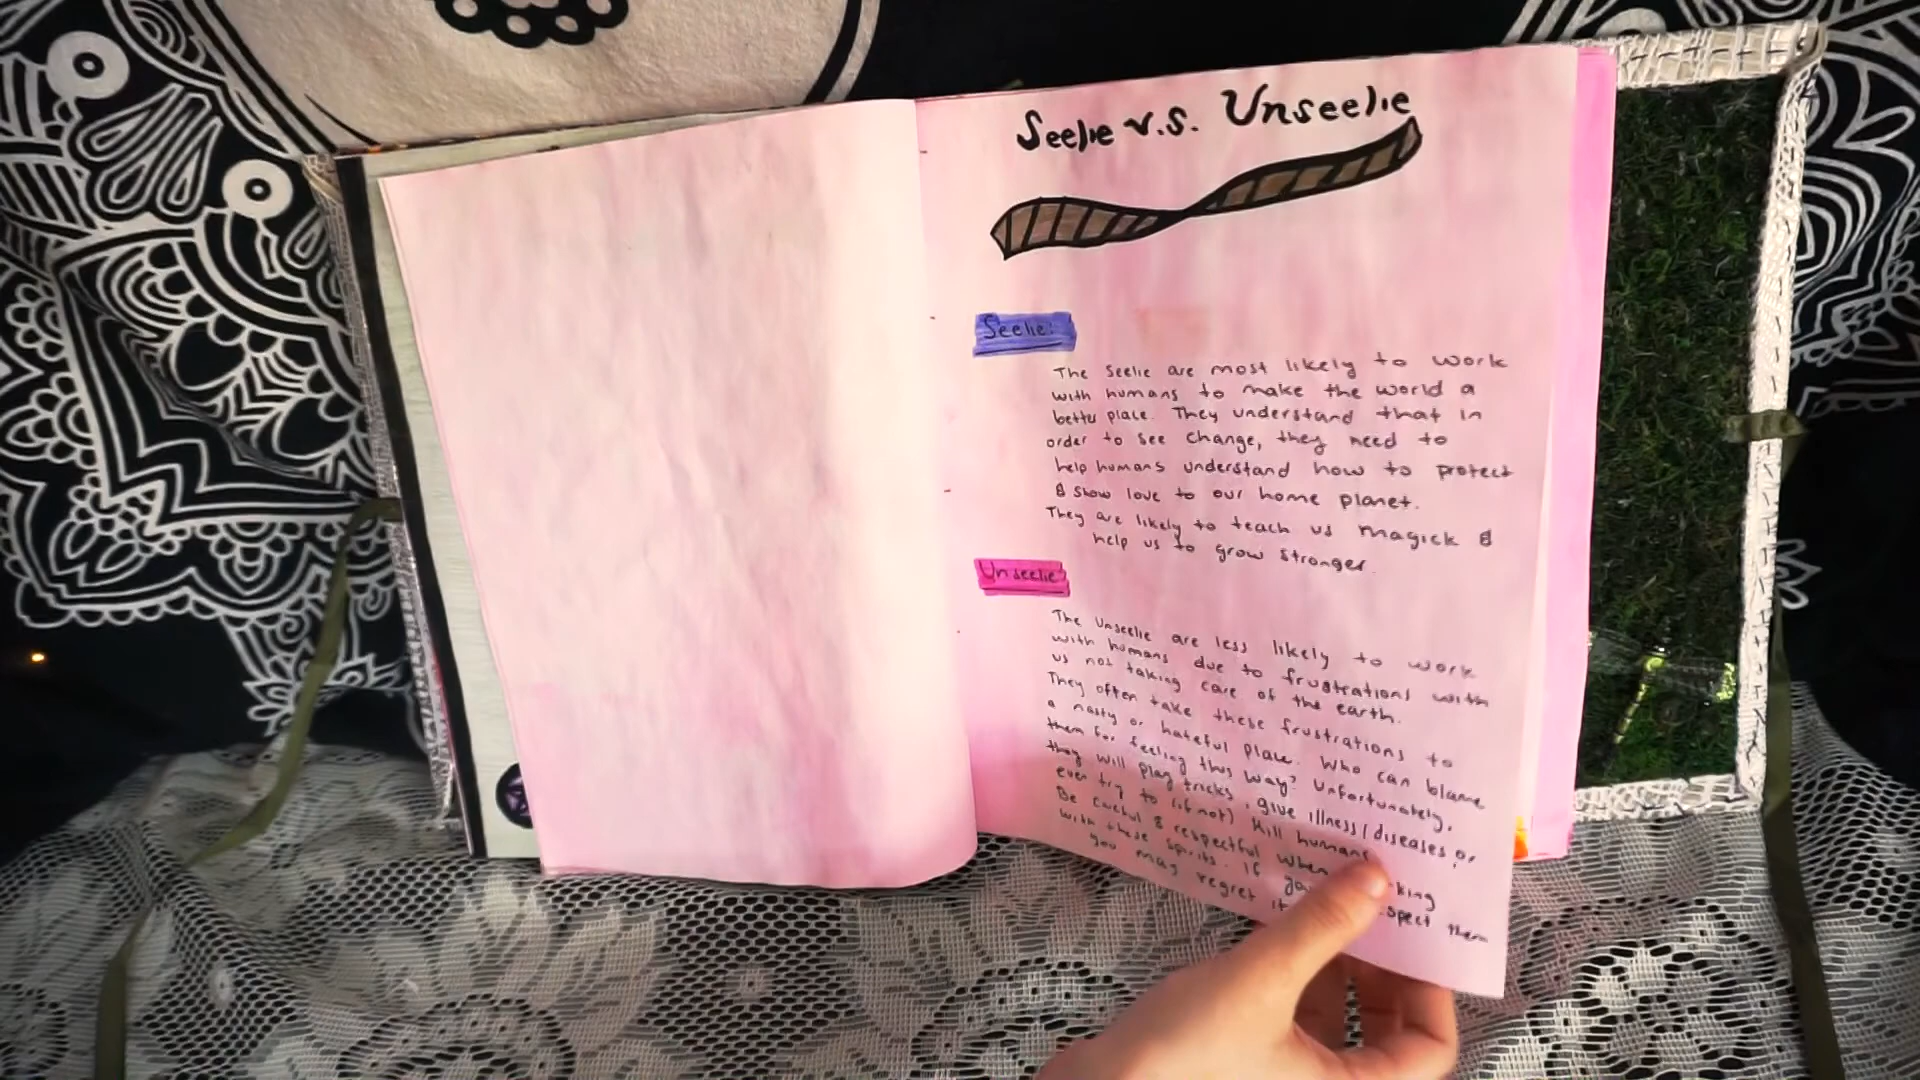 Seelie v.s. Unseelie
Seelie:
The Seelie are most likely to work
with humans to make the world a
better place. They understand that in
order to see change, they need to
help humans understand how to protect
& show love to our home planet.
They are likely to teach us magick &
help us to grow stronger.
Unseelie
The Unseelie are less likely to work
with humans due to frustrations with
us not taking care of the earth.
They often take these frustrations to
a nasty or hateful place. Who can blame
them for feeling this way? Unfortunately,
they will play tricks, give illness/diseases or
even try to (if not) kill humans.
Be careful & respectful when
with these spirits. If
you may regret it